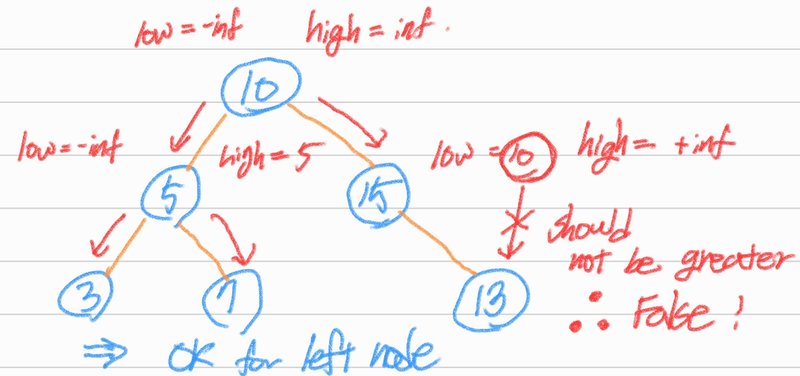 low = -inf high = inf.
10
low = -inf high = 5 low = 10 high = +inf
5 15
should
not be greater
3 7 13
∴ False!
⇒ OK for left node